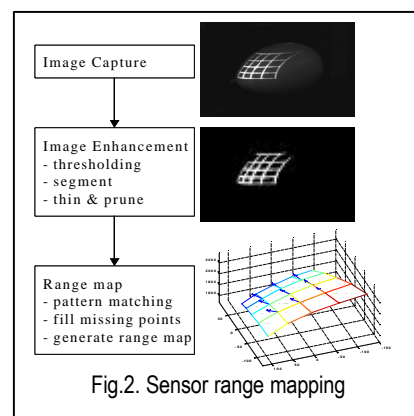 Image Capture
Image Enhancement
- thresholding
- segment
- thin & prune
Range map
- pattern matching
- fill missing points
- generate range map
Fig.2. Sensor range mapping